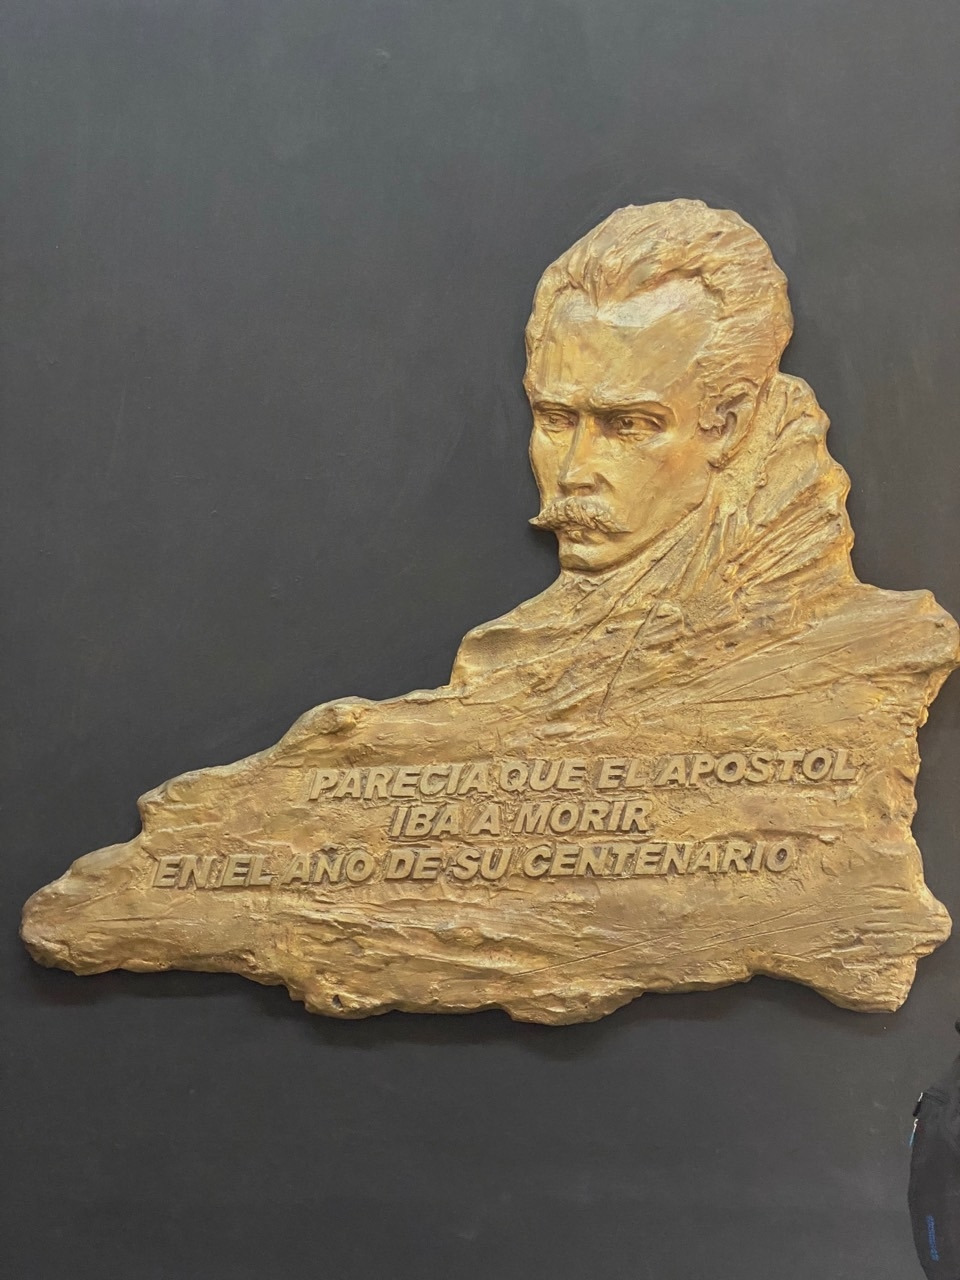 PARECIA QUE EL APOSTOL
IBA A MORIR
EN EL AÑO DE SU CENTENARIO